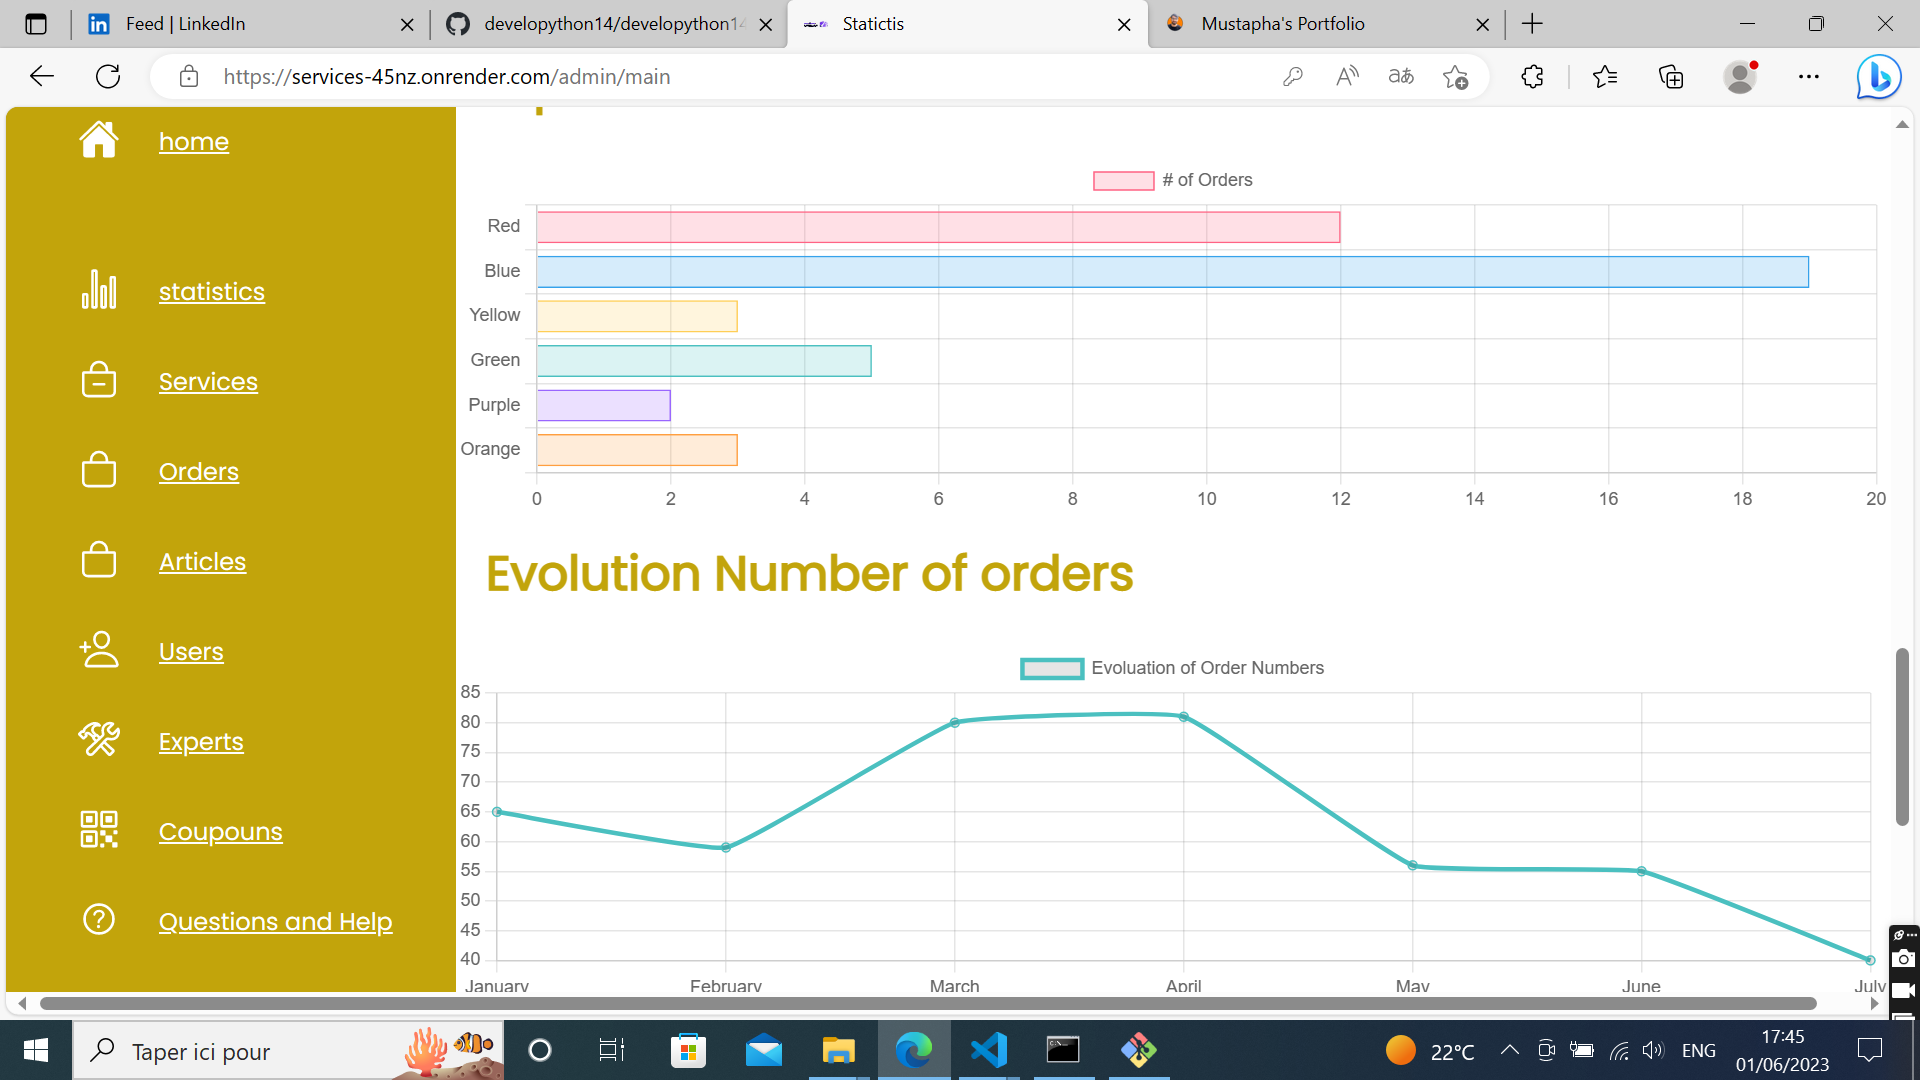 Feed | LinkedIn
developython14/developython14
Statictis
Mustapha's Portfolio
https://services-45nz.onrender.com/admin/main
home
statistics
Services
Orders
Articles
Users
Experts
Coupouns
Questions and Help
# of Orders
Red
Blue
Yellow
Green
Purple
Orange
0 2 4 6 8 10 12 14 16 18 20
Evolution Number of orders
Evoluation of Order Numbers
85
80
75
70
65
60
55
50
45
40
January February March April May June July
Taper ici pour
22°C
ENG
17:45
01/06/2023